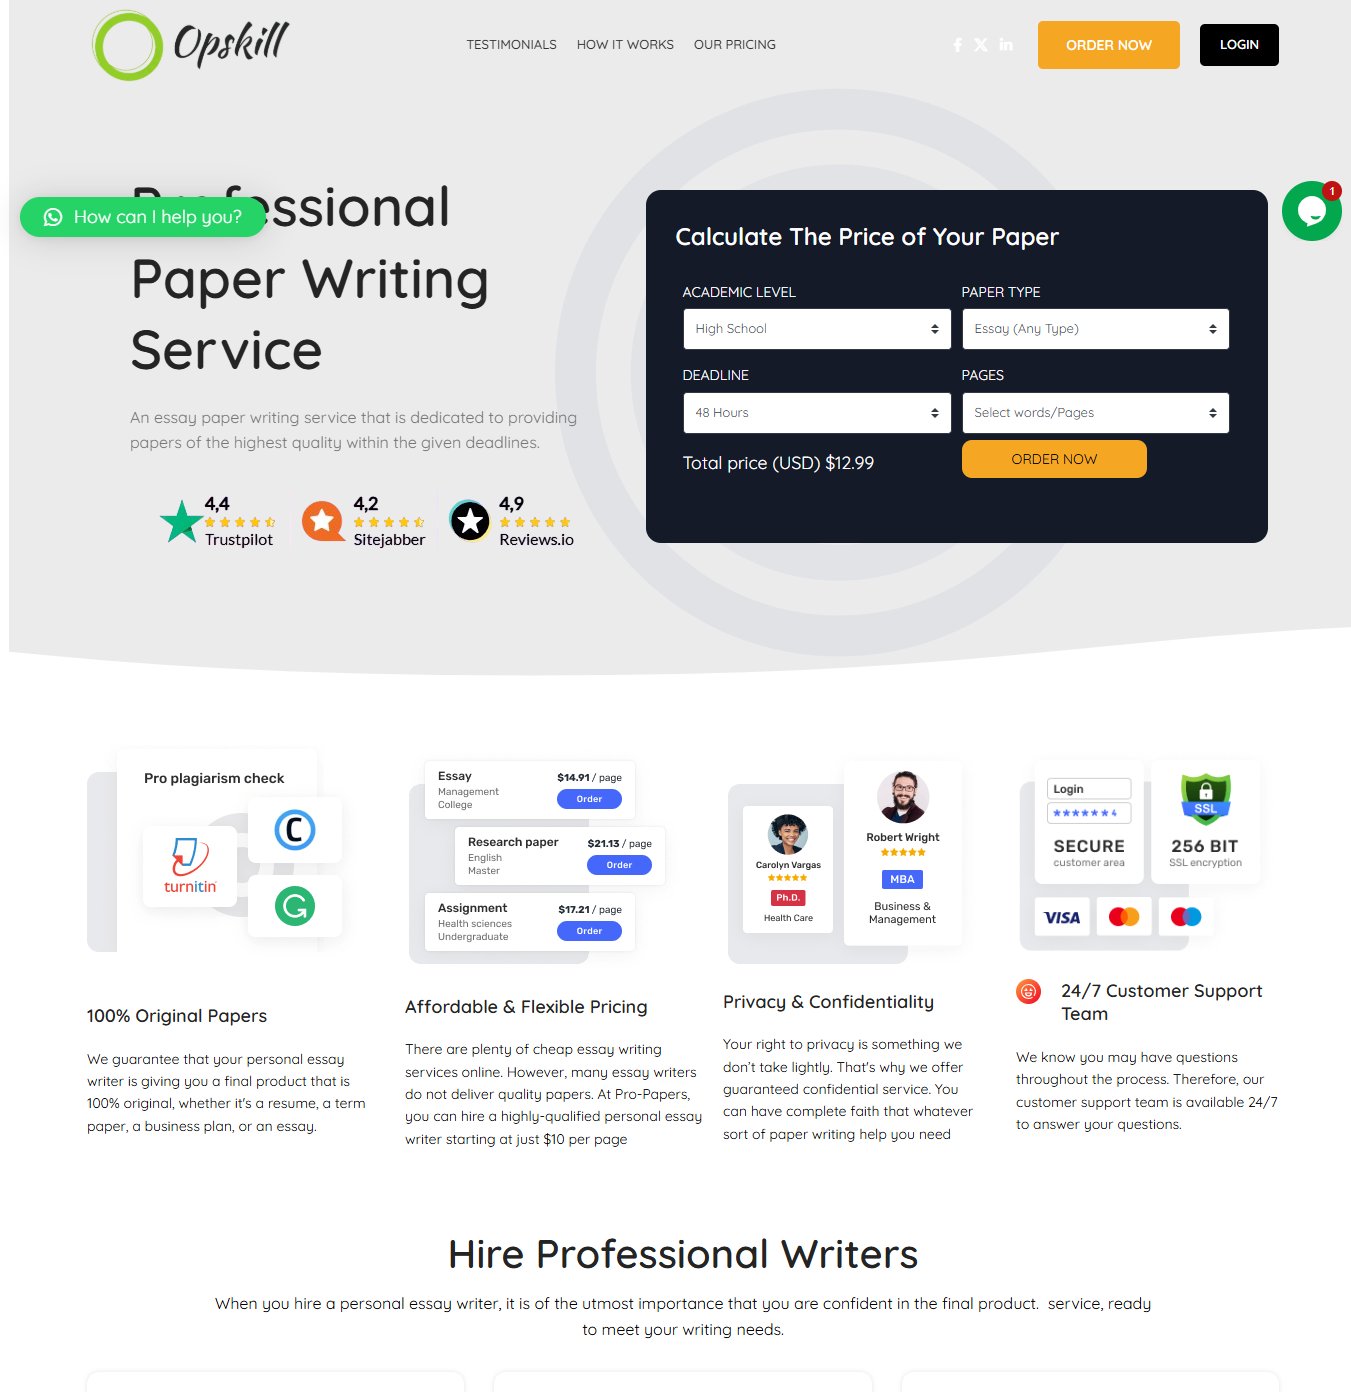 Opskill
TESTIMONIALS HOW IT WORKS OUR PRICING
ORDER NOW
LOGIN
Professional
Paper Writing
Service
How can I help you?
1
An essay paper writing service that is dedicated to providing
papers of the highest quality within the given deadlines.
4,4
Trustpilot
4,2
Sitejabber
4,9
Reviews.io
Calculate The Price of Your Paper
ACADEMIC LEVEL
High School
PAPER TYPE
Essay (Any Type)
DEADLINE
48 Hours
PAGES
Select words/Pages
Total price (USD) $12.99
ORDER NOW
Pro plagiarism check
turnitin
C
G
100% Original Papers
We guarantee that your personal essay
writer is giving you a final product that is
100% original, whether it's a resume, a term
paper, a business plan, or an essay.
Essay
Management
College
$14.91 / page
Order
Research paper
English
Master
$21.13 / page
Order
Assignment
Health sciences
Undergraduate
$17.21 / page
Order
Affordable & Flexible Pricing
There are plenty of cheap essay writing
services online. However, many essay writers
do not deliver quality papers. At Pro-Papers,
you can hire a highly-qualified personal essay
writer starting at just $10 per page
Carolyn Vargas
Ph.D.
Health Care
Robert Wright
MBA
Business &
Management
Privacy & Confidentiality
Your right to privacy is something we
don't take lightly. That's why we offer
guaranteed confidential service. You
can have complete faith that whatever
sort of paper writing help you need
Login
****** 4
SECURE
customer area
SSL
256 BIT
SSL encryption
VISA
24/7 Customer Support
Team
We know you may have questions
throughout the process. Therefore, our
customer support team is available 24/7
to answer your questions.
Hire Professional Writers
When you hire a personal essay writer, it is of the utmost importance that you are confident in the final product.  service, ready
to meet your writing needs.